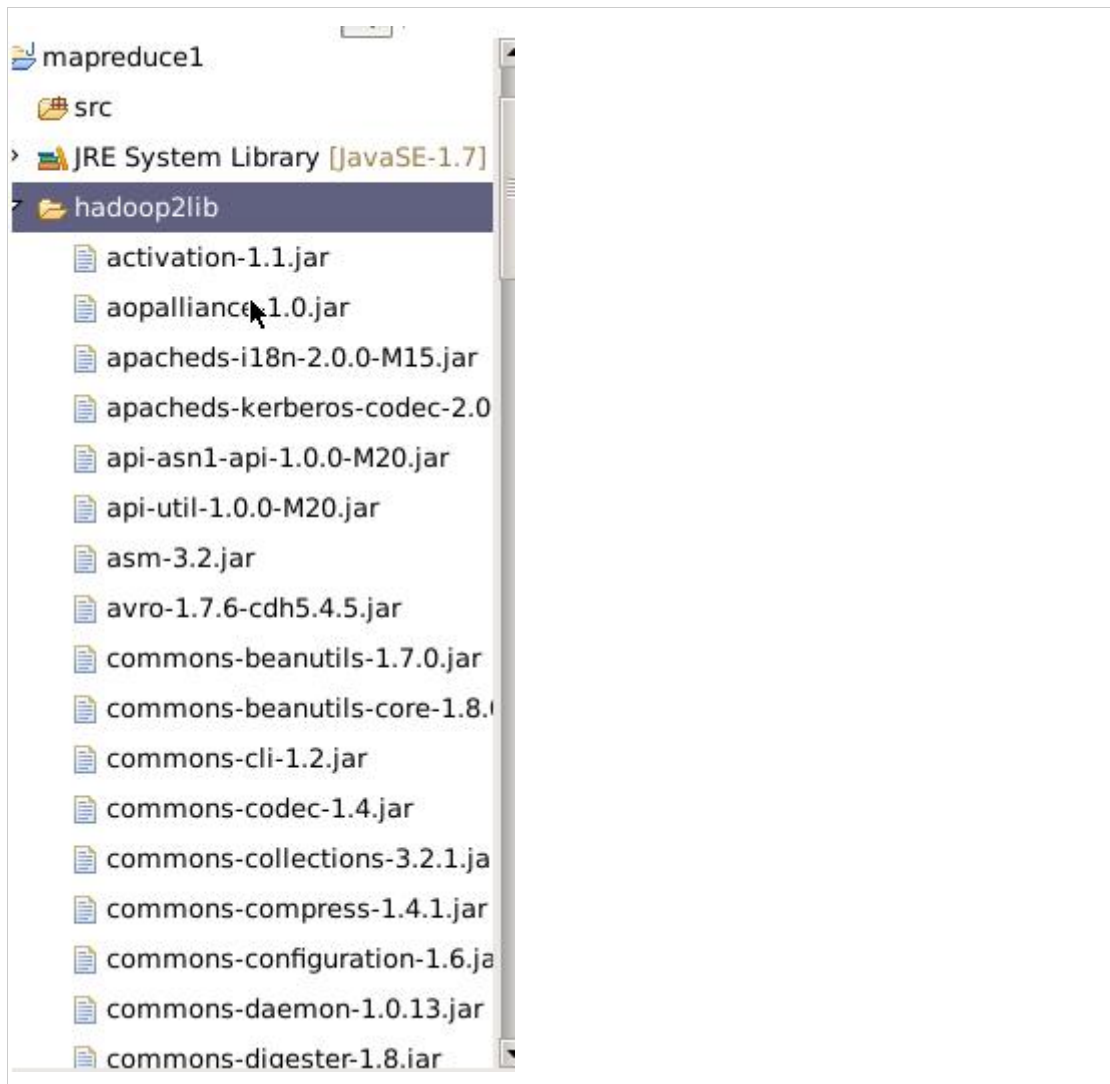 mapreduce1
src
JRE System Library [JavaSE-1.7]
hadoop2lib
activation-1.1.jar
aopalliance-1.0.jar
apacheds-i18n-2.0.0-M15.jar
apacheds-kerberos-codec-2.0
api-asn1-api-1.0.0-M20.jar
api-util-1.0.0-M20.jar
asm-3.2.jar
avro-1.7.6-cdh5.4.5.jar
commons-beanutils-1.7.0.jar
commons-beanutils-core-1.8.
commons-cli-1.2.jar
commons-codec-1.4.jar
commons-collections-3.2.1.ja
commons-compress-1.4.1.jar
commons-configuration-1.6.ja
commons-daemon-1.0.13.jar
commons-digester-1.8.jar